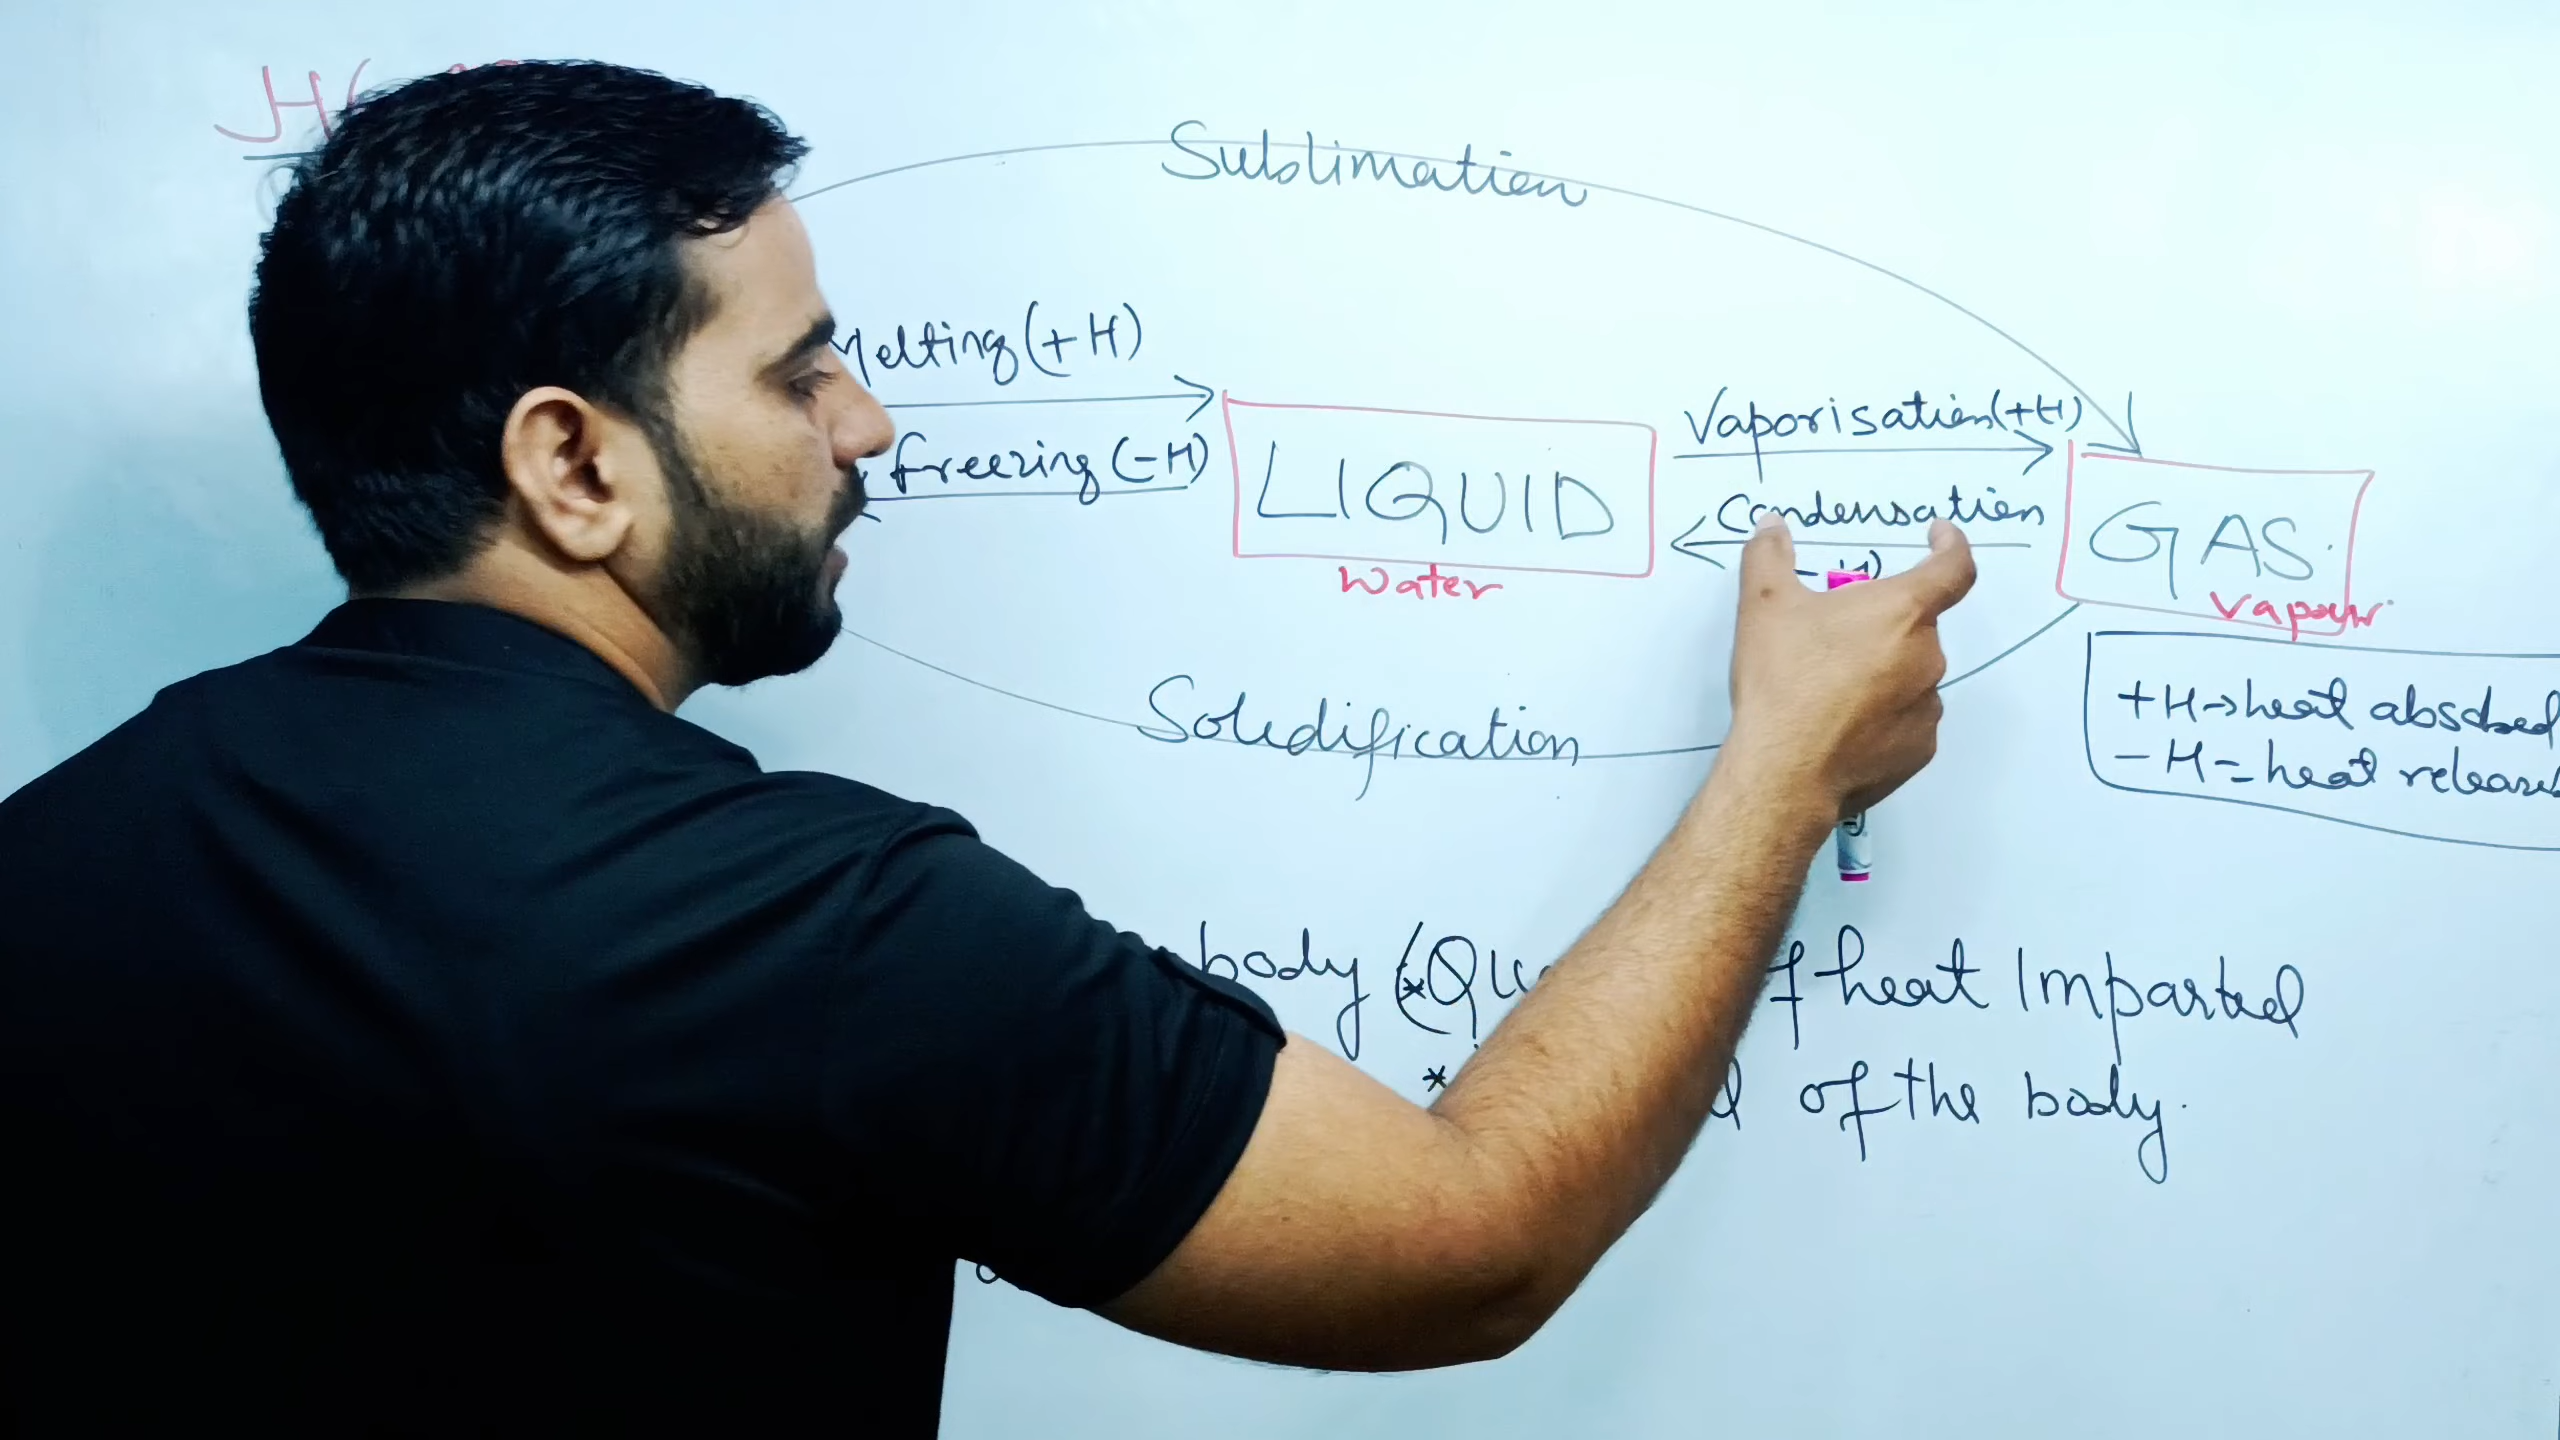 Sublimation
Melting (+H)
freezing (-H)
LIQUID
Water
Vaporisation (+H)
Condensation
-H)
GAS
Vapour
Solidification
+H→heat absorbed
-H = heat released
body (*Qu f heat Imparted
* of the body.